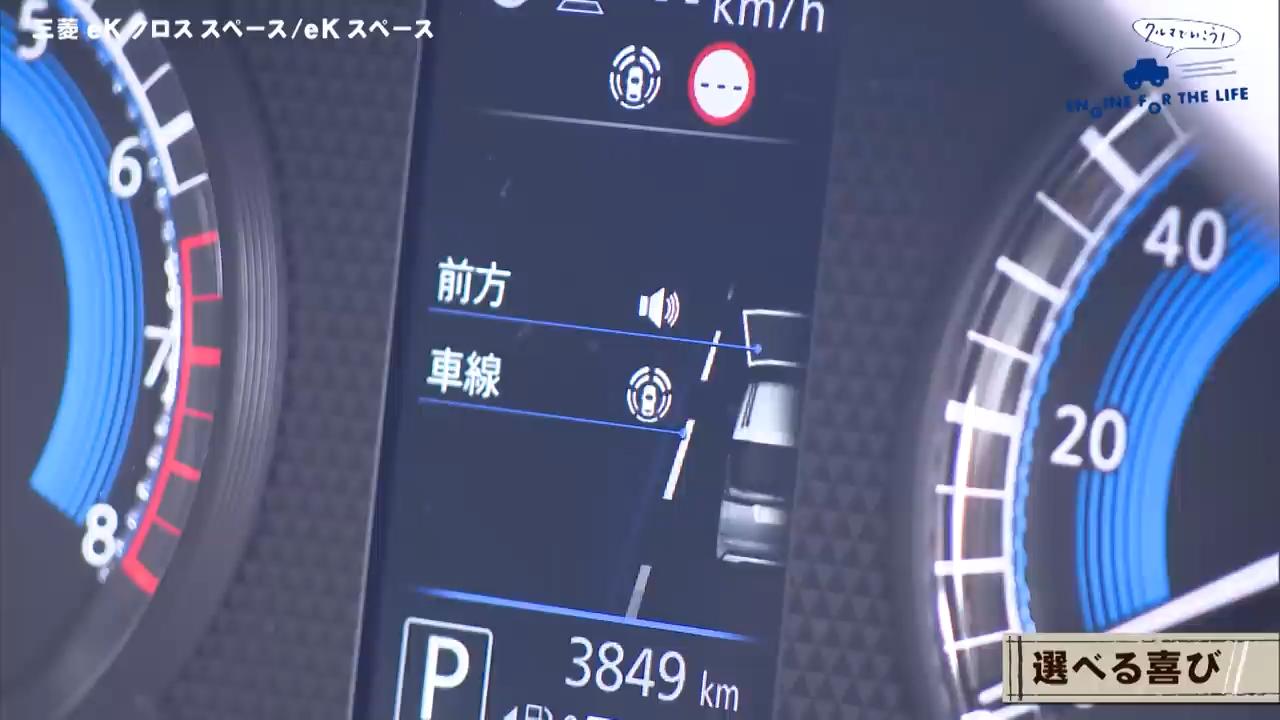 三菱 eKクロス スペース/eK スペース
クルマでいこう!
ENGINE FOR THE LIFE
km/h
---
5
6
7
8
前方
車線
40
20
P
3849 km
選べる喜び